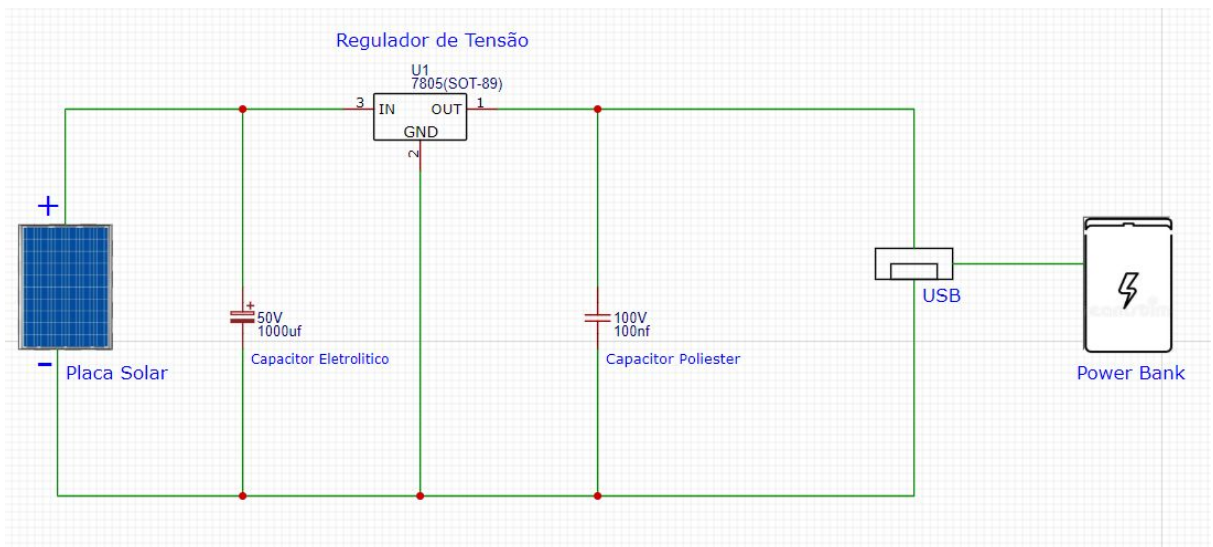 Regulador de Tensão
U1
7805(SOT-89)
3
IN
OUT
1
GND
2
+
-
Placa Solar
+
50V
1000uf
Capacitor Eletrolitico
100V
100nf
Capacitor Poliester
USB
Power Bank